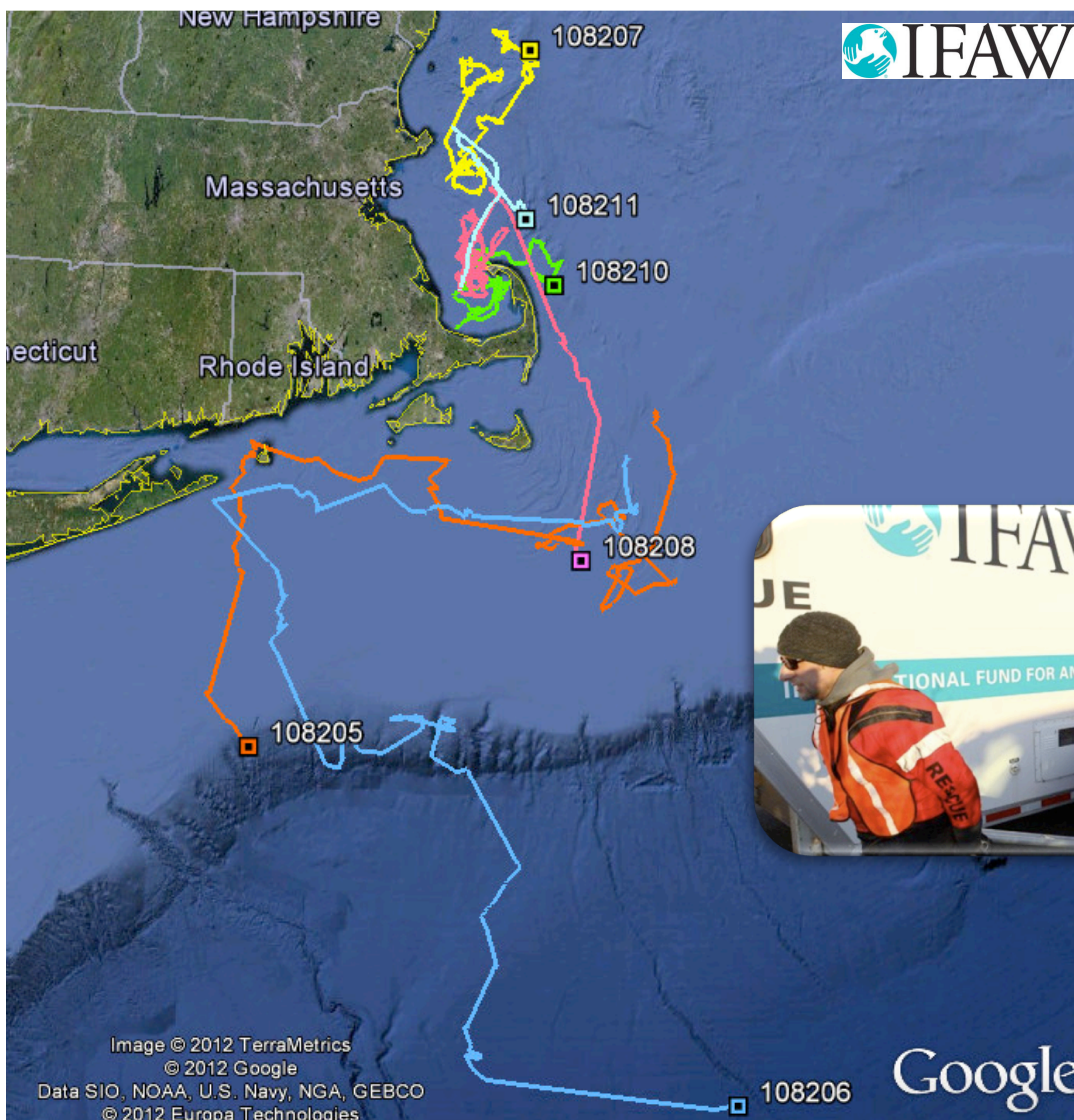 New Hampshire
108207
IFAW
Massachusetts
108211
108210
necticut
Rhode Island
108208
IFAW
UE
TIONAL FUND FOR AN
RESCUE
108205
Image © 2012 TerraMetrics
© 2012 Google
Data SIO, NOAA, U.S. Navy, NGA, GEBCO
© 2012 Europa Technologies
108206
Google